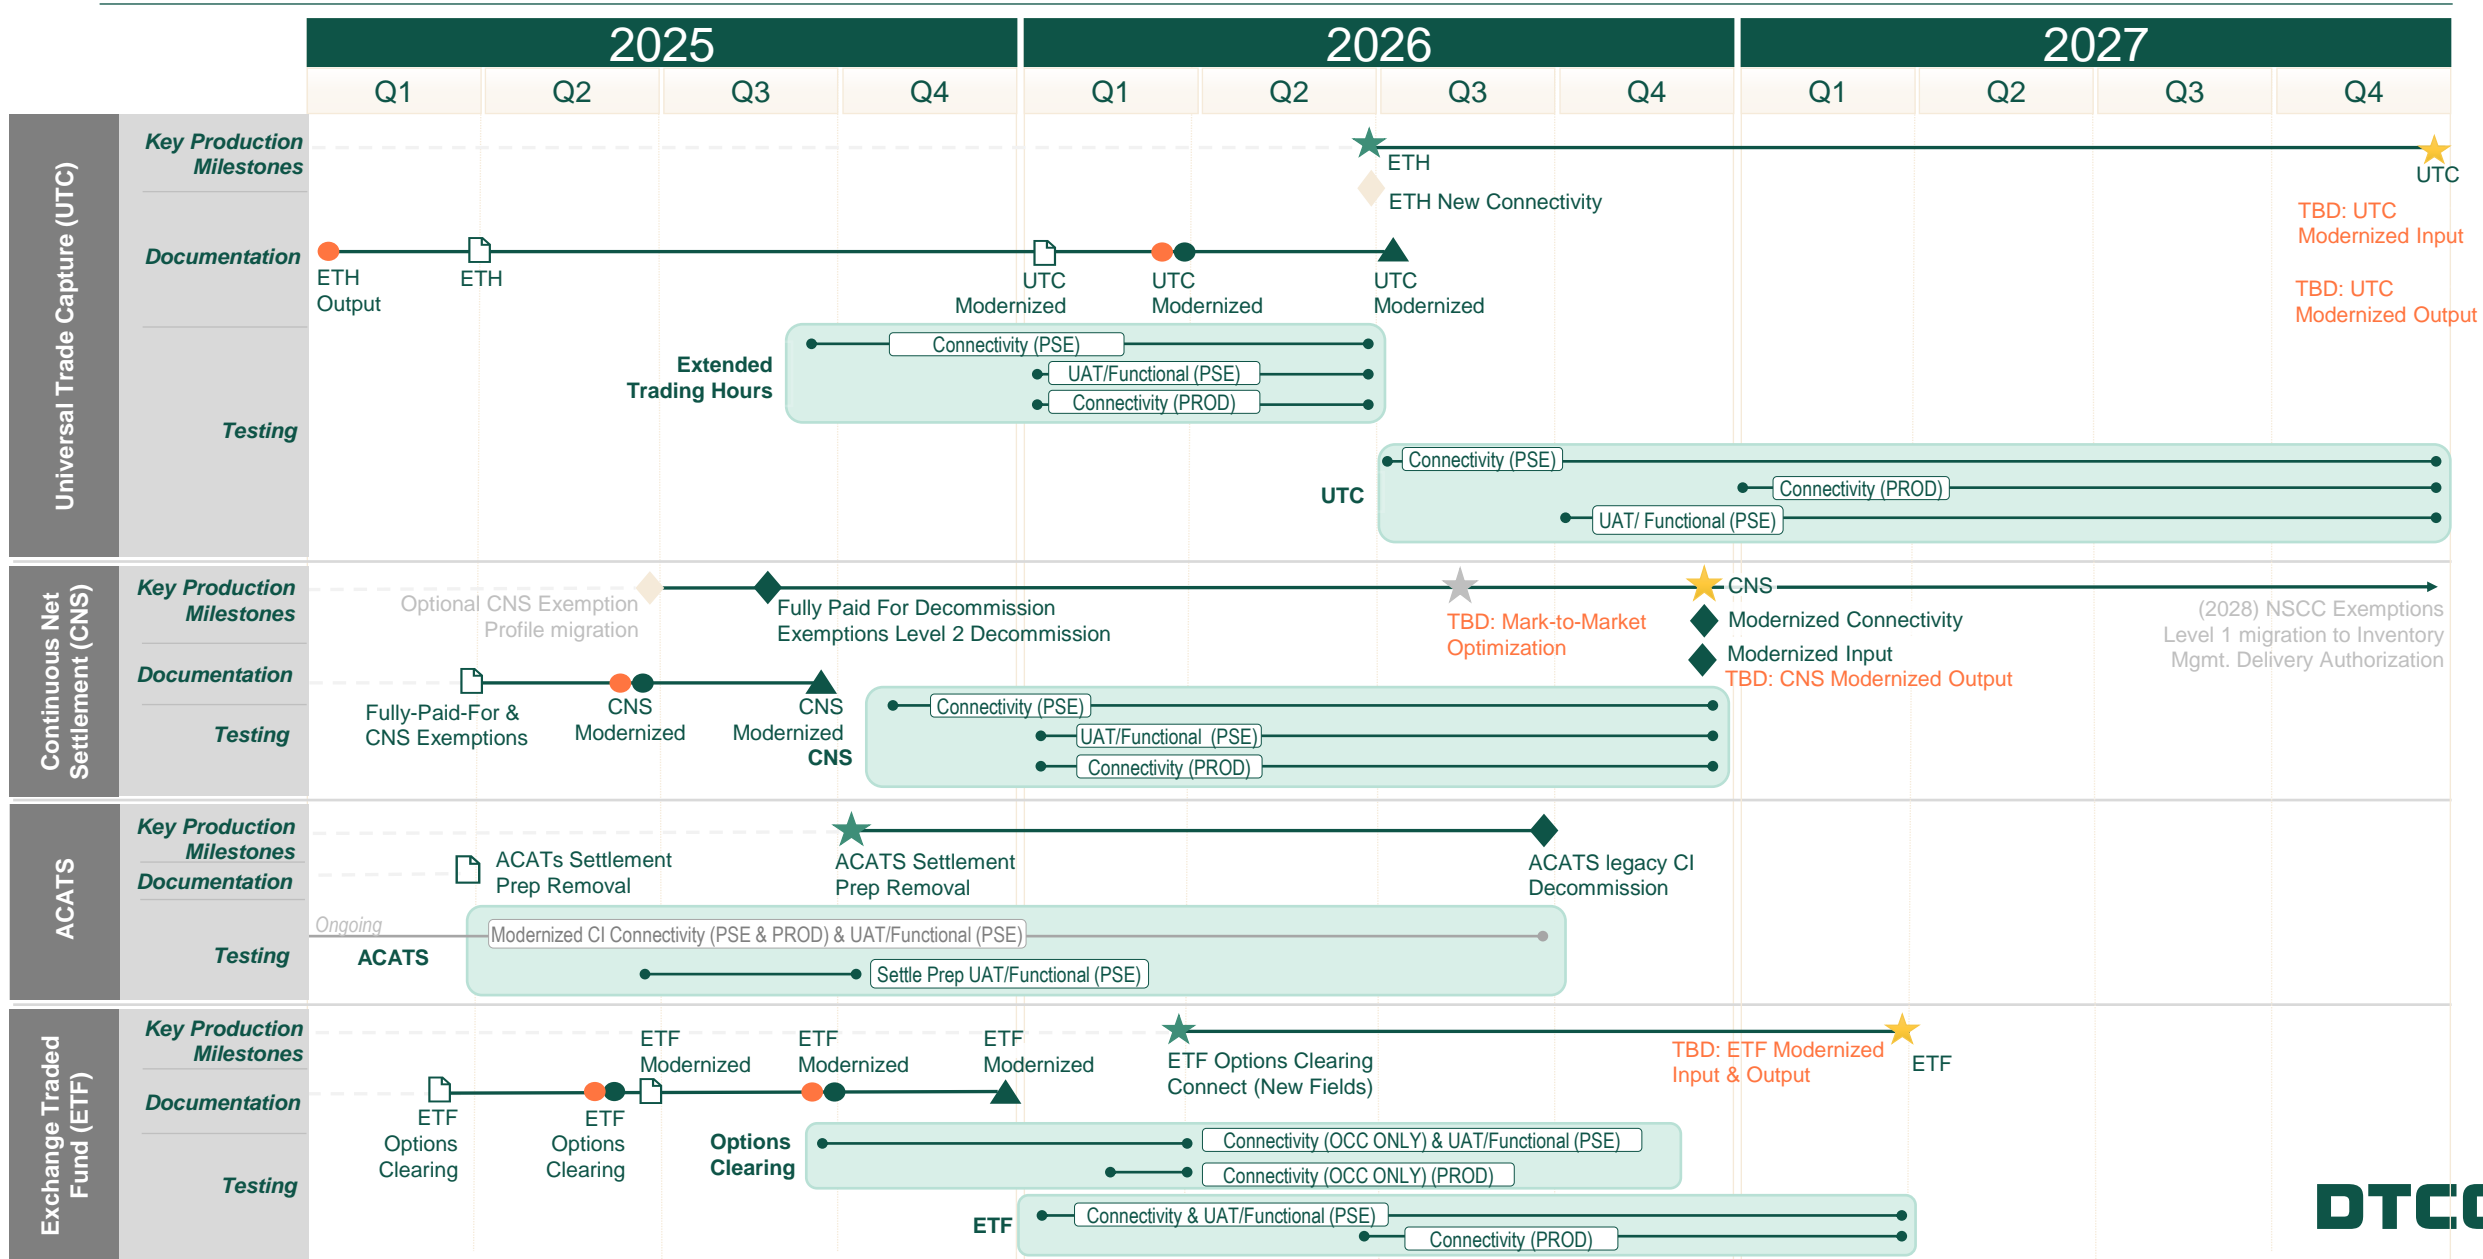 2025
2026
2027
Q1
Q2
Q3
Q4
Q1
Q2
Q3
Q4
Q1
Q2
Q3
Q4
Universal Trade Capture (UTC)
Key Production
Milestones
ETH
ETH New Connectivity
UTC
TBD: UTC
Modernized Input
TBD: UTC
Modernized Output
Documentation
ETH
Output
ETH
UTC
Modernized
UTC
Modernized
UTC
Modernized
Testing
Extended
Trading Hours
Connectivity (PSE)
UAT/Functional (PSE)
Connectivity (PROD)
UTC
Connectivity (PSE)
Connectivity (PROD)
UAT/ Functional (PSE)
Continuous Net
Settlement (CNS)
Key Production
Milestones
Optional CNS Exemption
Profile migration
Fully Paid For Decommission
Exemptions Level 2 Decommission
TBD: Mark-to-Market
Optimization
CNS
Modernized Connectivity
Modernized Input
TBD: CNS Modernized Output
(2028) NSCC Exemptions
Level 1 migration to Inventory
Mgmt. Delivery Authorization
Documentation
Fully-Paid-For &
CNS Exemptions
CNS
Modernized
CNS
Modernized
Testing
CNS
Connectivity (PSE)
UAT/Functional (PSE)
Connectivity (PROD)
ACATS
Key Production
Milestones
ACATS Settlement
Prep Removal
ACATS legacy CI
Decommission
Documentation
ACATs Settlement
Prep Removal
Testing
Ongoing
ACATS
Modernized CI Connectivity (PSE & PROD) & UAT/Functional (PSE)
Settle Prep UAT/Functional (PSE)
Exchange Traded
Fund (ETF)
Key Production
Milestones
ETF Options Clearing
Connect (New Fields)
TBD: ETF Modernized
Input & Output
ETF
Documentation
ETF
Modernized
ETF
Modernized
ETF
Modernized
ETF
Options
Clearing
ETF
Options
Clearing
Testing
Options
Clearing
Connectivity (OCC ONLY) & UAT/Functional (PSE)
Connectivity (OCC ONLY) (PROD)
ETF
Connectivity & UAT/Functional (PSE)
Connectivity (PROD)
DTCC